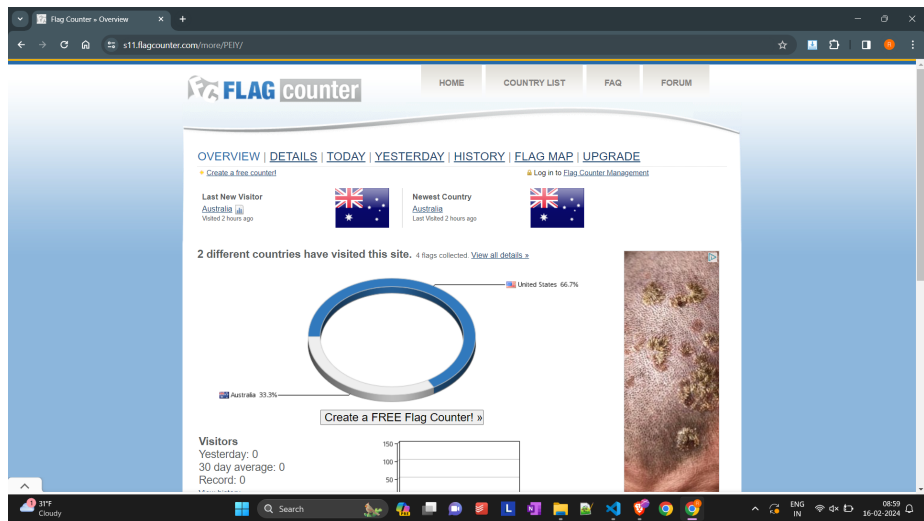 Flag Counter » Overview
s11.flagcounter.com/more/PEIY/
FLAG counter
HOME
COUNTRY LIST
FAQ
FORUM
OVERVIEW | DETAILS | TODAY | YESTERDAY | HISTORY | FLAG MAP | UPGRADE
Create a free counter!
Log in to Flag Counter Management
Last New Visitor
Australia
Visited 2 hours ago
Newest Country
Australia
Last Visited 2 hours ago
2 different countries have visited this site. 4 flags collected. View all details »
United States 66.7%
Australia 33.3%
Create a FREE Flag Counter! »
Visitors
Yesterday: 0
30 day average: 0
Record: 0
150
100
50
1
31°F
Cloudy
Search
ENG
IN
08:59
16-02-2024